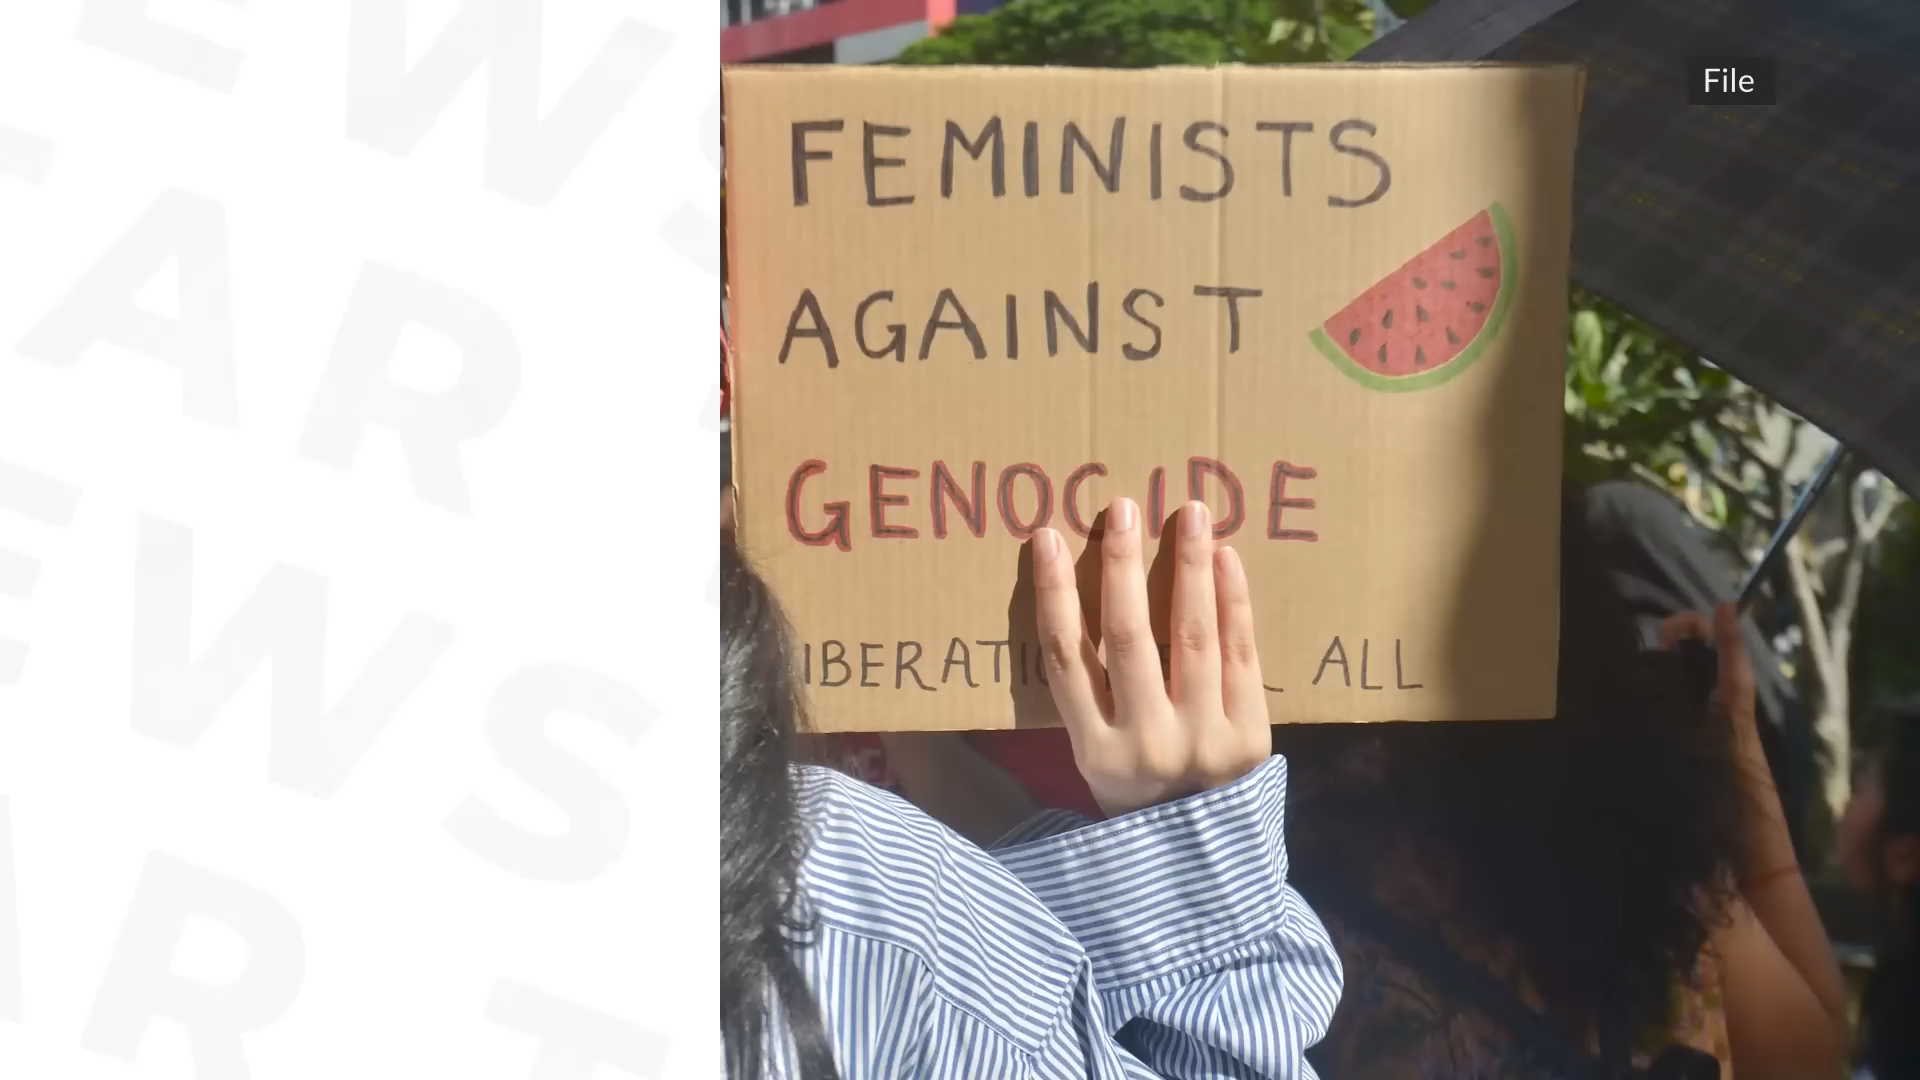 File
FEMINISTS
AGAINST
GENOCIDE
IBERATI ALL